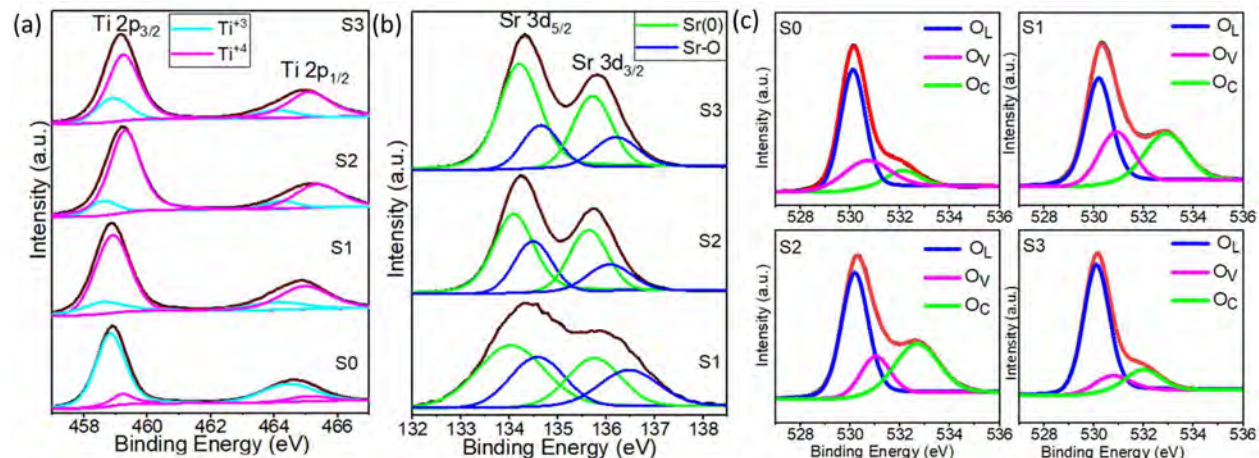 (a)
Ti 2p3/2
Ti+3
Ti+4
S3
Ti 2p1/2
S2
S1
S0
Intensity (a.u.)
458 460 462 464 466
Binding Energy (eV)
(b)
Sr 3d5/2
Sr(0)
Sr-O
Sr 3d3/2
S3
S2
S1
Intensity (a.u.)
132 133 134 135 136 137 138
Binding Energy (eV)
(c)
S0
OL
OV
OC
Intensity (a.u.)
528 530 532 534 536
S1
OL
OV
OC
Intensity (a.u.)
528 530 532 534 536
S2
OL
OV
OC
Intensity (a.u.)
528 530 532 534 536
Binding Energy (eV)
S3
OL
OV
OC
Intensity (a.u.)
528 530 532 534 536
Binding Energy (eV)